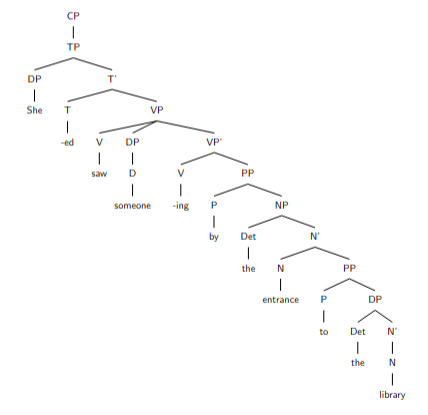 CP
TP
DP T'
She T VP
-ed V DP VP'
saw D V PP
someone -ing P NP
by Det N'
the N PP
entrance P DP
to Det N'
the N
library